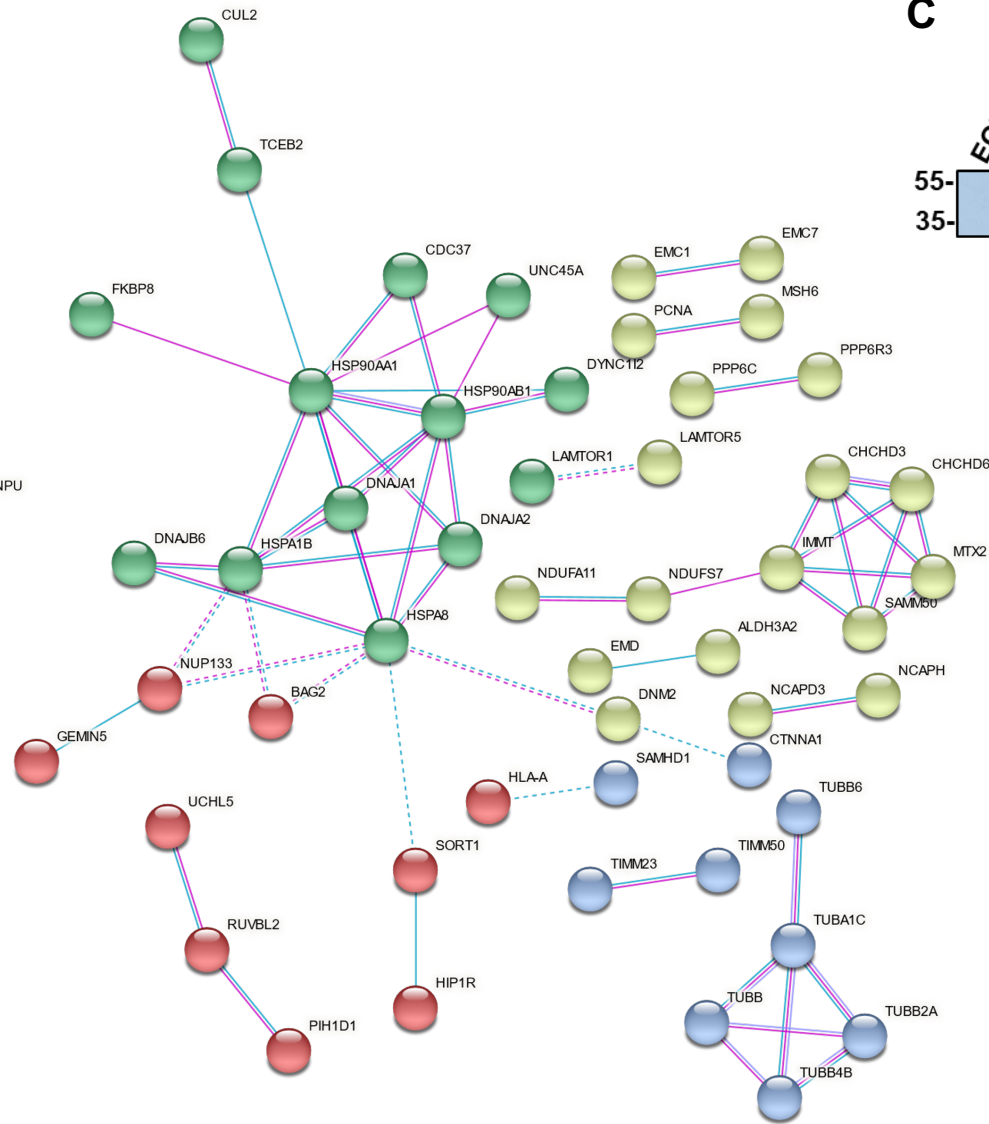 CUL2
C
TCEB2
EC
55-
35-
CDC37
UNC45A
EMC1
EMC7
FKBP8
PCNA
MSH6
HSP90AA1
HSP90AB1
DYNC1I2
PPP6C
PPP6R3
LAMTOR1
LAMTOR5
CHCHD3
CHCHD6
NPU
DNAJA1
DNAJA2
DNAJB6
HSPA1B
IMMT
MTX2
NDUFA11
NDUFS7
SAMM50
HSPA8
EMD
ALDH3A2
NUP133
BAG2
DNM2
NCAPD3
NCAPH
GEMIN5
CTNNA1
HLA-A
SAMHD1
TUBB6
UCHL5
SORT1
TIMM23
TIMM50
RUVBL2
TUBA1C
HIP1R
TUBB
TUBB2A
PIH1D1
TUBB4B